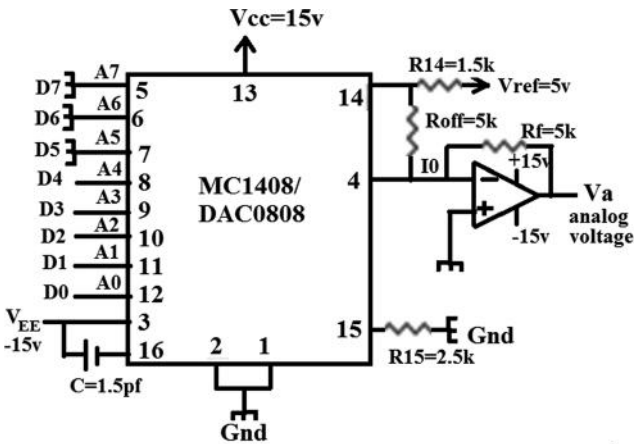 Vcc=15v
D7 A7 5
D6 A6 6
D5 A5 7
D4 A4 8
D3 A3 9
D2 A2 10
D1 A1 11
D0 A0 12
VEE 3
-15v
16
C=1.5pf
13
MC1408/
DAC0808
2 1
Gnd
14
R14=1.5k
Vref=5v
Roff=5k
4
I0
Rf=5k
+15v
-
+
-15v
Va
analog
voltage
15
R15=2.5k
Gnd